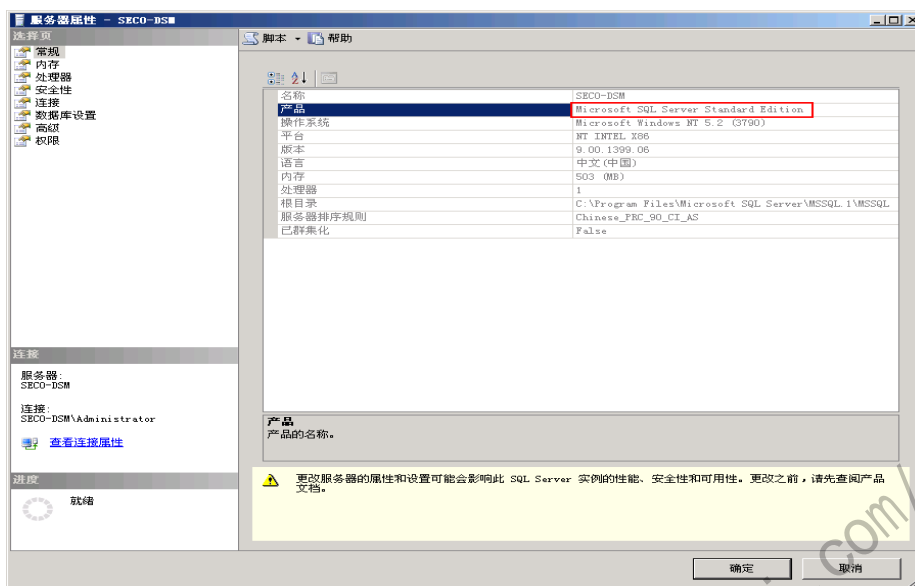 服务器属性 - SECO-DSM
选择页
常规
内存
处理器
安全性
连接
数据库设置
高级
权限
脚本 帮助
名称 SECO-DSM
产品 Microsoft SQL Server Standard Edition
操作系统 Microsoft Windows NT 5.2 (3790)
平台 NT INTEL X86
版本 9.00.1399.06
语言 中文(中国)
内存 503 (MB)
处理器 1
根目录 C:\Program Files\Microsoft SQL Server\MSSQL.1\MSSQL
服务器排序规则 Chinese_PRC_90_CI_AS
已群集化 False
连接
服务器:
SECO-DSM
连接:
SECO-DSM\Administrator
查看连接属性
进度
就绪
产品
产品的名称。
更改服务器的属性和设置可能会影响此 SQL Server 实例的性能、安全性和可用性。更改之前，请先查阅产品
文档。
确定 取消
.com/